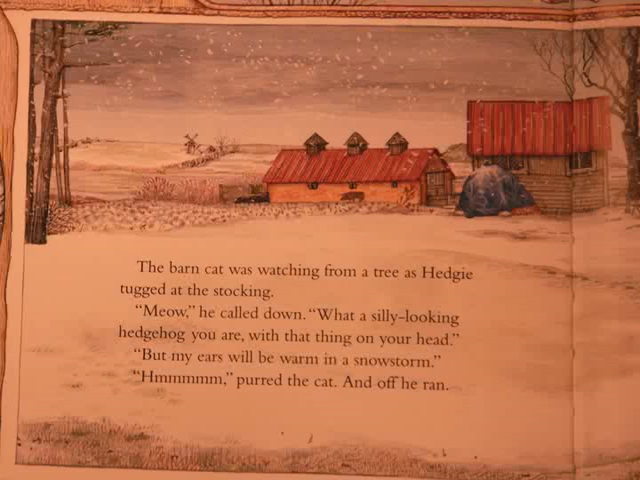 The barn cat was watching from a tree as Hedgie
tugged at the stocking.
"Meow," he called down. "What a silly-looking
hedgehog you are, with that thing on your head."
"But my ears will be warm in a snowstorm."
"Hmmmmm," purred the cat. And off he ran.